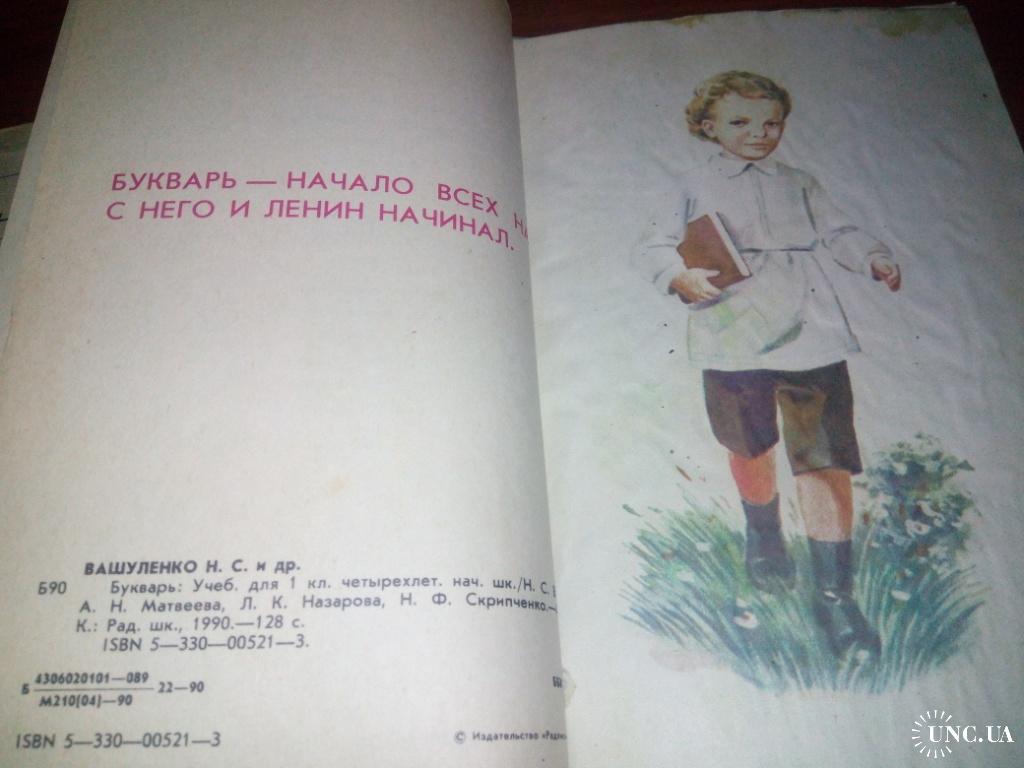 БУКВАРЬ — НАЧАЛО ВСЕХ
С НЕГО И ЛЕНИН НАЧИНАЛ.
ВАШУЛЕНКО Н. С. и др.
Б90 Букварь: Учеб. для 1 кл. четырехлет. нач. шк./Н. С.
А. Н. Матвеева, Л. К. Назарова, Н. Ф. Скрипченко.—
К.: Рад. шк., 1990.—128 с.
ISBN 5—330—00521—3.
Б 4306020101—089 22—90
М210(04)—90
ISBN 5—330—00521—3
© Издательство
UNC.UA